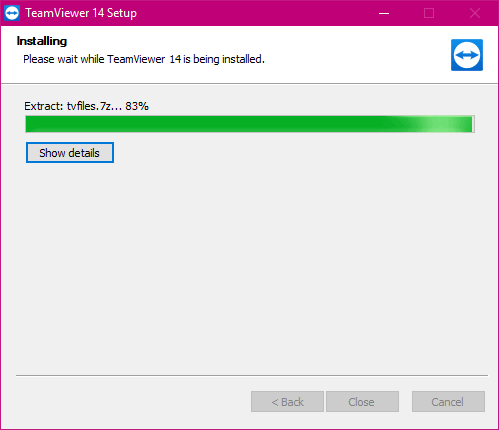 TeamViewer 14 Setup
Installing
Please wait while TeamViewer 14 is being installed.
Extract: tvfiles.7z... 83%
Show details
< Back Close Cancel